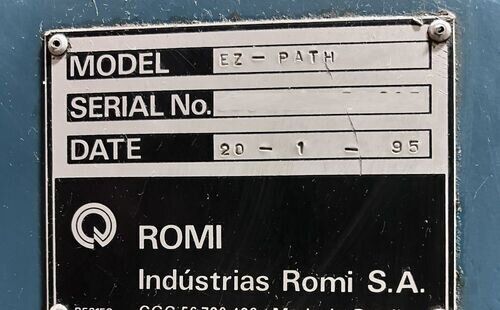 MODEL EZ-PATH
SERIAL No.
DATE 20-1-95
ROMI
Indústrias Romi S.A.